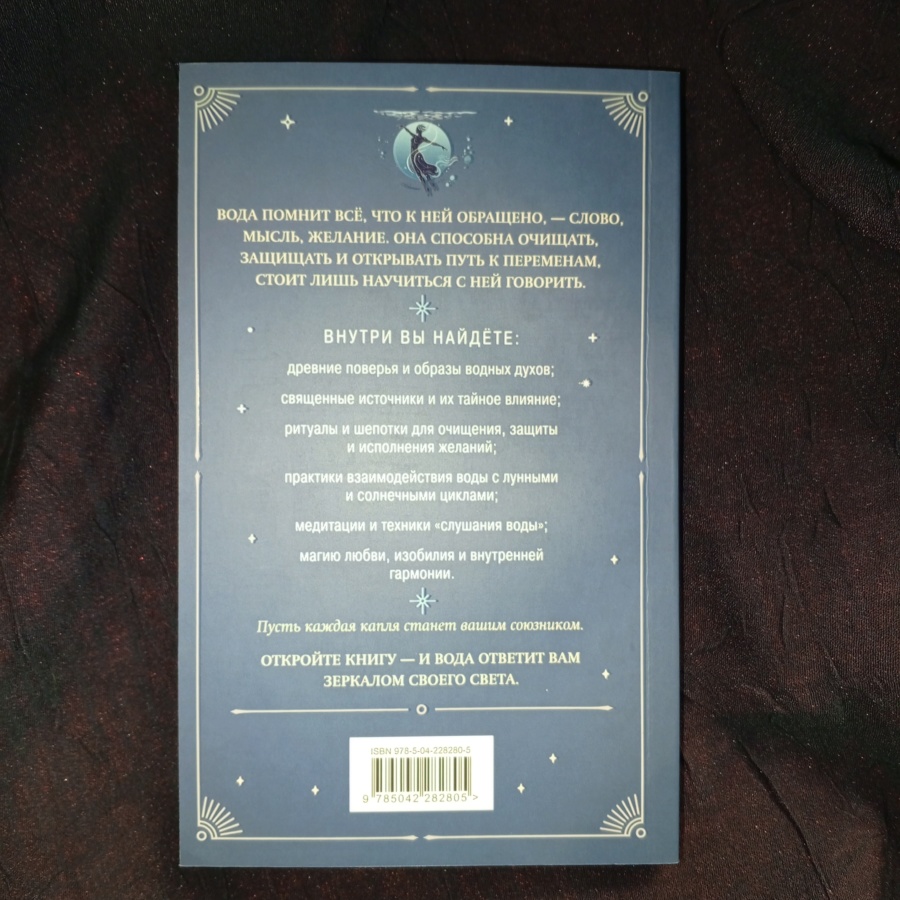 ВОДА ПОМНИТ ВСЁ, ЧТО К НЕЙ ОБРАЩЕНО, — СЛОВО,
МЫСЛЬ, ЖЕЛАНИЕ. ОНА СПОСОБНА ОЧИЩАТЬ,
ЗАЩИЩАТЬ И ОТКРЫВАТЬ ПУТЬ К ПЕРЕМЕНАМ,
СТОИТ ЛИШЬ НАУЧИТЬСЯ С НЕЙ ГОВОРИТЬ.
ВНУТРИ ВЫ НАЙДЁТЕ:
древние поверья и образы водных духов;
священные источники и их тайное влияние;
ритуалы и шепотки для очищения, защиты
и исполнения желаний;
практики взаимодействия воды с лунными
и солнечными циклами;
медитации и техники «слушания воды»;
магию любви, изобилия и внутренней
гармонии.
Пусть каждая капля станет вашим союзником.
ОТКРОЙТЕ КНИГУ — И ВОДА ОТВЕТИТ ВАМ
ЗЕРКАЛОМ СВОЕГО СВЕТА.
ISBN 978-5-04-228280-5
9 785042 282805 >